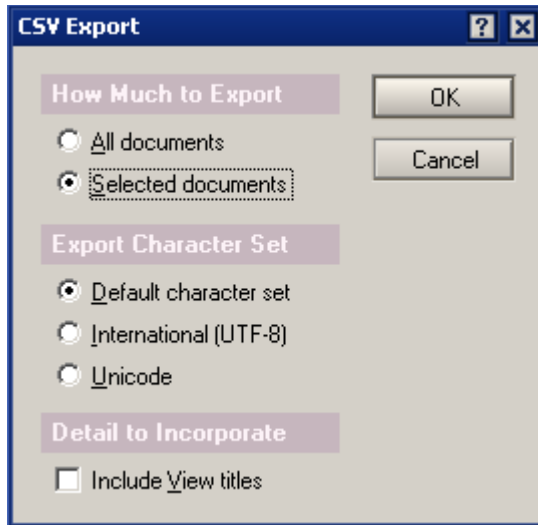 CSV Export
How Much to Export
OK
All documents
Cancel
Selected documents
Export Character Set
Default character set
International (UTF-8)
Unicode
Detail to Incorporate
Include View titles